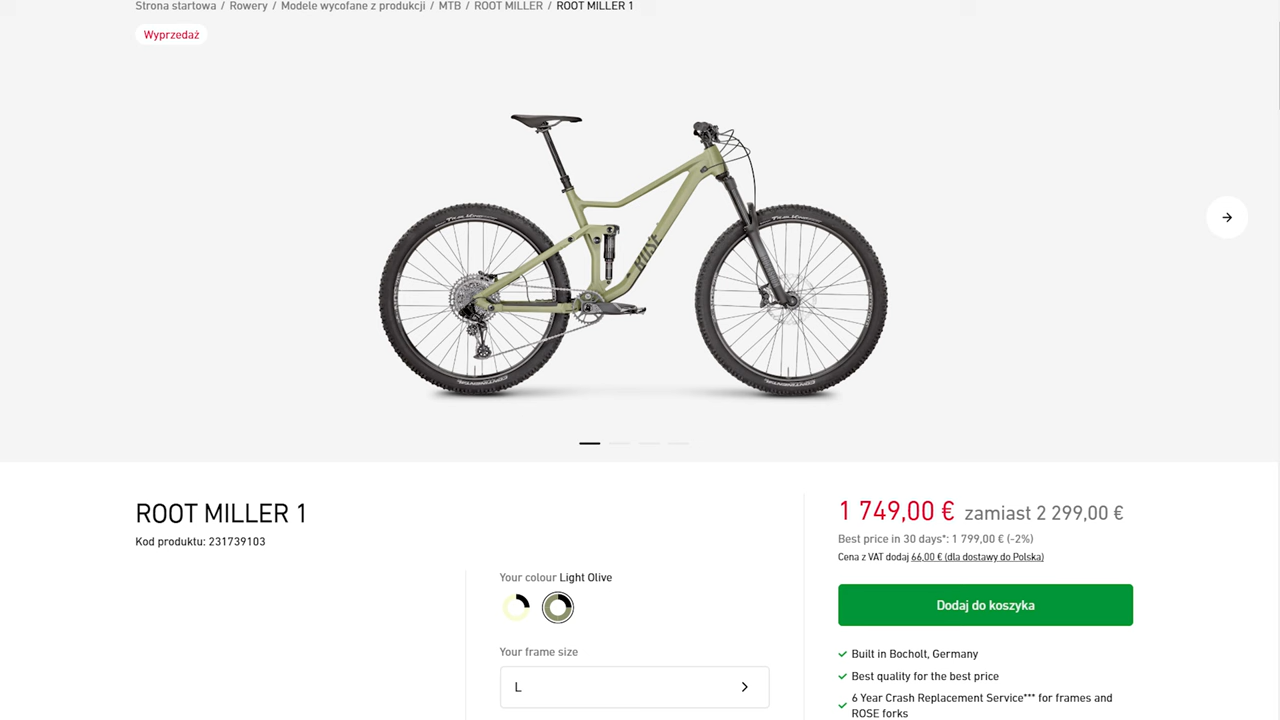 Strona startowa / Rowery / Modele wycofane z produkcji / MTB / ROOT MILLER / ROOT MILLER 1
Wyprzedaż
ROSE
CONTINENTAL
CONTINENTAL
ROOT MILLER 1
Kod produktu: 231739103
Your colour Light Olive
Your frame size
L
1 749,00 € zamiast 2 299,00 €
Best price in 30 days*: 1 799,00 € (-2%)
Cena z VAT dodaj 66,00 € (dla dostawy do Polska)
Dodaj do koszyka
Built in Bocholt, Germany
Best quality for the best price
6 Year Crash Replacement Service*** for frames and
ROSE forks